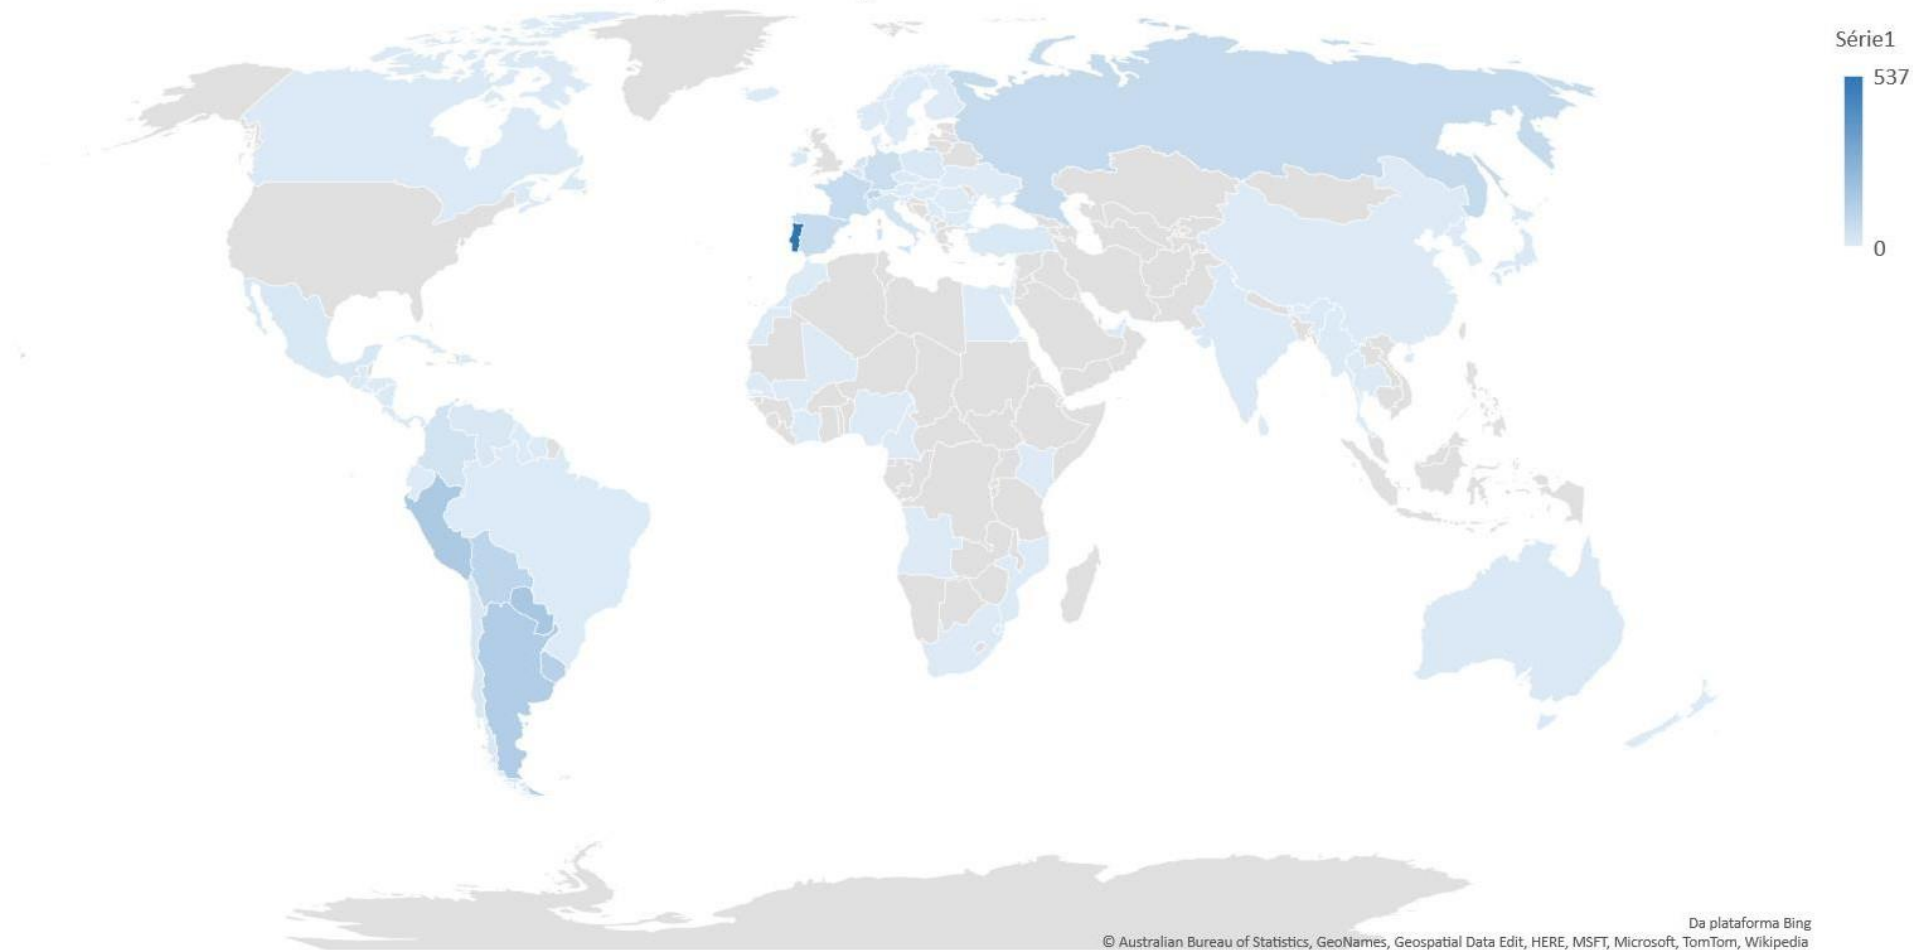 Série1
537
0
Da plataforma Bing
© Australian Bureau of Statistics, GeoNames, Geospatial Data Edit, HERE, MSFT, Microsoft, TomTom, Wikipedia